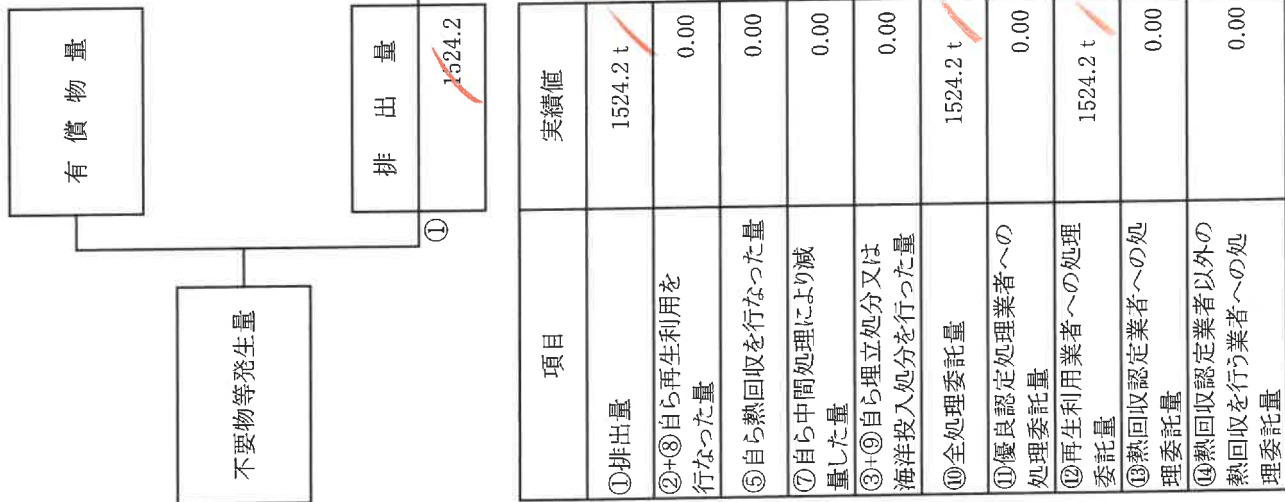 有償物量
不要物等発生量
排出量
①
1524.2
項目
実績値
①排出量
1524.2 t
②+⑧自ら再生利用を
行なった量
0.00
⑤自ら熱回収を行なった量
0.00
⑦自ら中間処理により減
量した量
0.00
③+⑨自ら埋立処分又は
海洋投入処分を行った量
0.00
⑩全処理委託量
1524.2 t
⑪優良認定処理業者への
処理委託量
0.00
⑫再生利用業者への処理
委託量
1524.2 t
⑬熱回収認定業者への処
理委託量
0.00
⑭熱回収認定業者以外の
熱回収を行う業者への処
理委託量
0.00